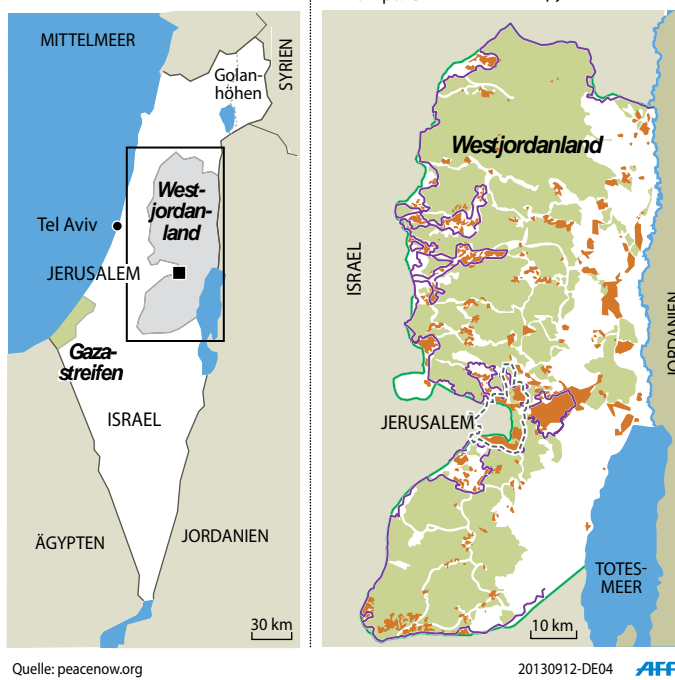 MITTELMEER
SYRIEN
Golan-
höhen
West-
jordan-
land
Tel Aviv
JERUSALEM
Gaza-
streifen
ISRAEL
ÄGYPTEN
JORDANIEN
30 km
Westjordanland
ISRAEL
JORDANIEN
JERUSALEM
TOTES-
MEER
10 km
Quelle: peacenow.org
20130912-DE04
AFP